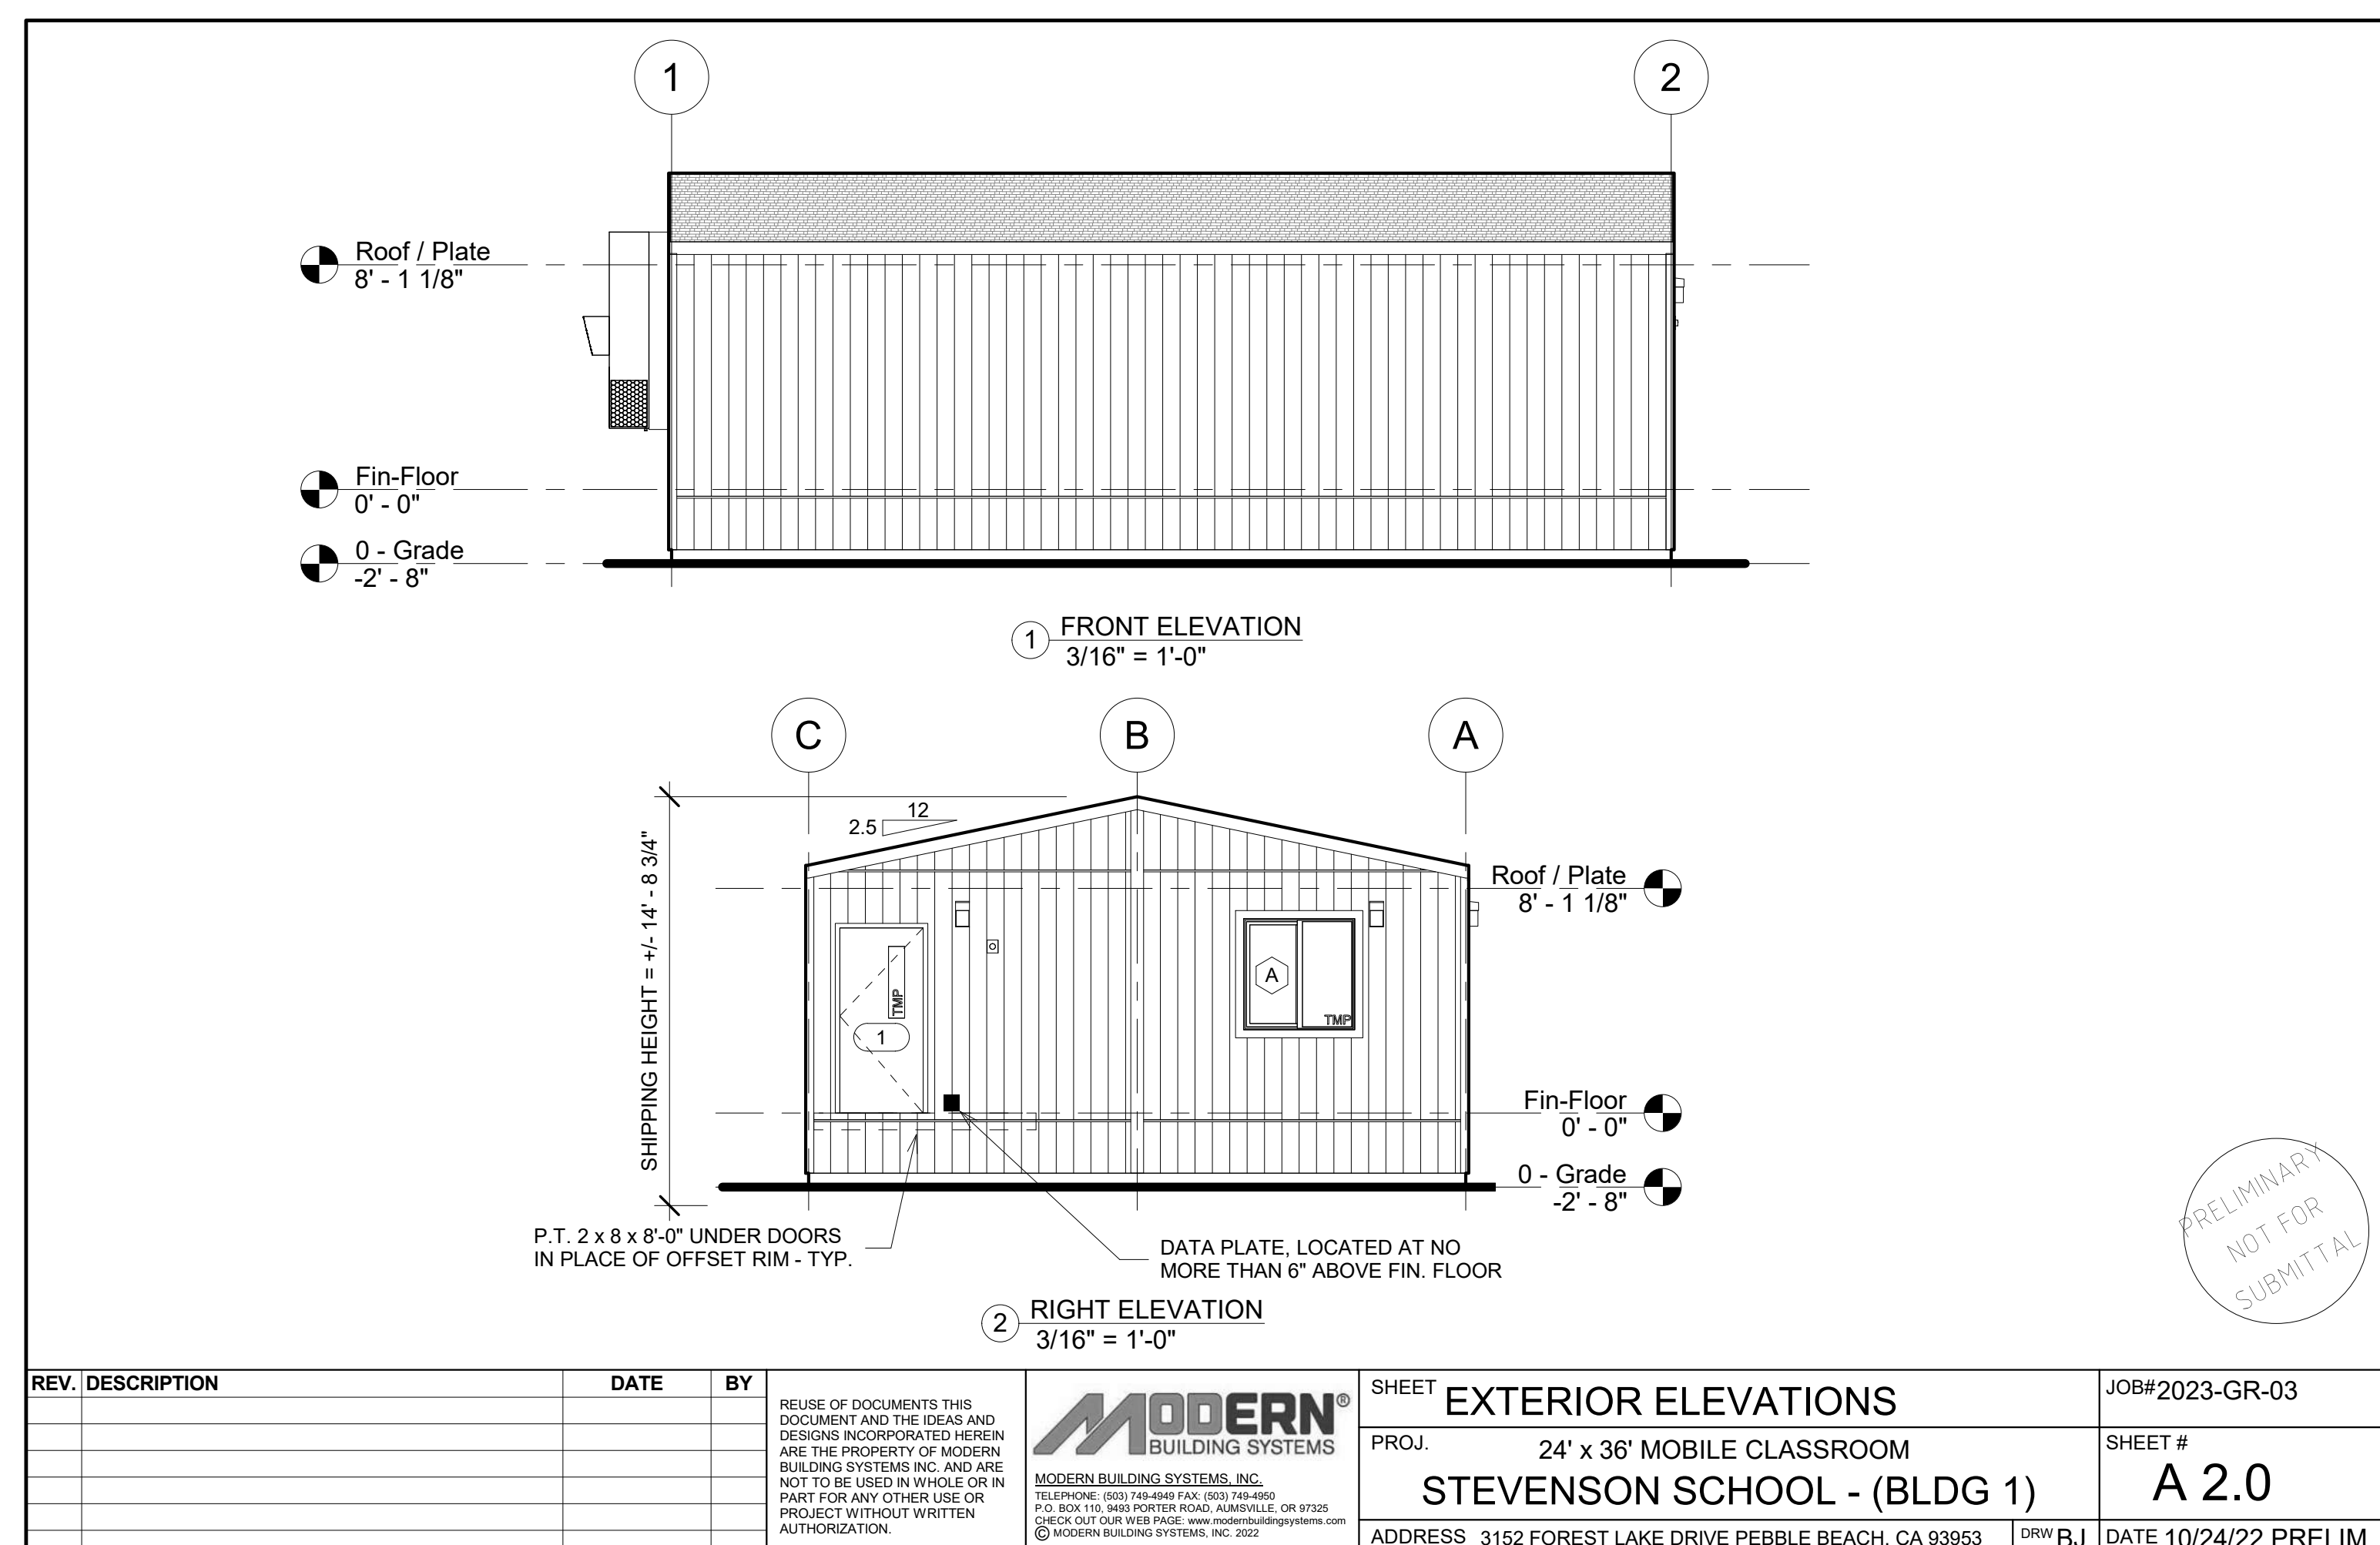 1
2
Roof / Plate
8' - 1 1/8"
Fin-Floor
0' - 0"
0 - Grade
-2' - 8"
1
FRONT ELEVATION
3/16" = 1'-0"
C
B
A
12
2.5
SHIPPING HEIGHT = +/- 14' - 8 3/4"
Roof / Plate
8' - 1 1/8"
TMP
1
A
TMP
Fin-Floor
0' - 0"
0 - Grade
-2' - 8"
P.T. 2 x 8 x 8'-0" UNDER DOORS
IN PLACE OF OFFSET RIM - TYP.
DATA PLATE, LOCATED AT NO
MORE THAN 6" ABOVE FIN. FLOOR
2
RIGHT ELEVATION
3/16" = 1'-0"
PRELIMINARY
NOT FOR
SUBMITTAL
REV. DESCRIPTION DATE BY
REUSE OF DOCUMENTS THIS
DOCUMENT AND THE IDEAS AND
DESIGNS INCORPORATED HEREIN
ARE THE PROPERTY OF MODERN
BUILDING SYSTEMS INC. AND ARE
NOT TO BE USED IN WHOLE OR IN
PART FOR ANY OTHER USE OR
PROJECT WITHOUT WRITTEN
AUTHORIZATION.
MODERN®
BUILDING SYSTEMS
MODERN BUILDING SYSTEMS, INC.
TELEPHONE: (503) 749-4949 FAX: (503) 749-4950
P.O. BOX 110, 9493 PORTER ROAD, AUMSVILLE, OR 97325
CHECK OUT OUR WEB PAGE: www.modernbuildingsystems.com
© MODERN BUILDING SYSTEMS, INC. 2022
SHEET EXTERIOR ELEVATIONS
PROJ. 24' x 36' MOBILE CLASSROOM
STEVENSON SCHOOL - (BLDG 1)
ADDRESS 3152 FOREST LAKE DRIVE PEBBLE BEACH, CA 93953
DRW BJ
JOB# 2023-GR-03
SHEET #
A 2.0
DATE 10/24/22 PRELIM